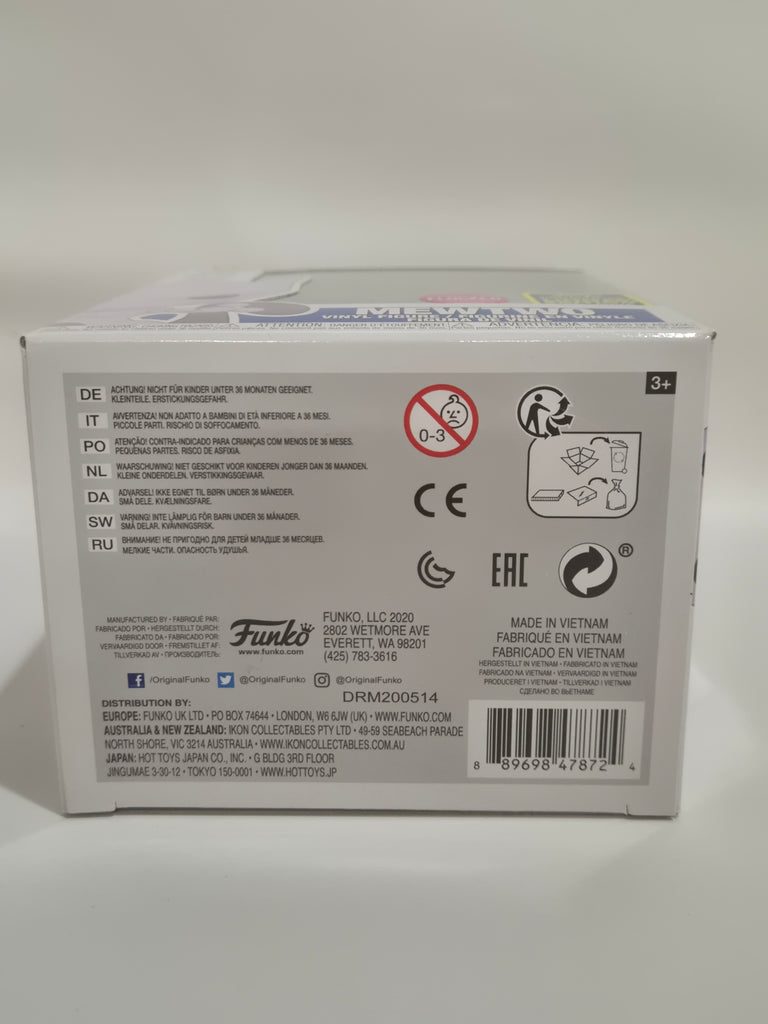 MEWTWO
VINYL FIGURE / FIGURINE EN VINYLE
ATTENTION: DANGER D'ÉTOUFFEMENT
ADVERTENCIA:
3+
DE ACHTUNG! NICHT FÜR KINDER UNTER 36 MONATEN GEEIGNET.
KLEINTEILE. ERSTICKUNGSGEFAHR.
IT AVVERTENZA! NON ADATTO A BAMBINI DI ETÀ INFERIORE A 36 MESI.
PICCOLE PARTI. RISCHIO DI SOFFOCAMENTO.
PO ATENÇÃO! CONTRA-INDICADO PARA CRIANÇAS COM MENOS DE 36 MESES.
PEQUENAS PARTES. RISCO DE ASFIXIA.
NL WAARSCHUWING! NIET GESCHIKT VOOR KINDEREN JONGER DAN 36 MAANDEN.
KLEINE ONDERDELEN. VERSTIKKINGSGEVAAR.
DA ADVARSEL! IKKE EGNET TIL BØRN UNDER 36 MÅNEDER.
SMÅ DELE. KVÆLNINGSFARE.
SW VARNING! INTE LÄMPLIG FÖR BARN UNDER 36 MÅNADER.
SMÅ DELAR. KVÄVNINGSRISK.
RU ВНИМАНИЕ! НЕ ПРИГОДНО ДЛЯ ДЕТЕЙ МЛАДШЕ 36 МЕСЯЦЕВ.
МЕЛКИЕ ЧАСТИ. ОПАСНОСТЬ УДУШЬЯ.
0-3
CE
EAC
®
MANUFACTURED BY • FABRIQUÉ PAR:
FABRICADO POR • HERGESTELLT DURCH:
FABBRICATO DA • FABRICADO POR:
VERVAARDIGD DOOR • FREMSTILLET AF:
TILLVERKAD AV • ПРОИЗВОДИТЕЛЬ:
Funko
www.funko.com
FUNKO, LLC 2020
2802 WETMORE AVE
EVERETT, WA 98201
(425) 783-3616
/OriginalFunko @OriginalFunko @OriginalFunko
DRM200514
DISTRIBUTION BY:
EUROPE: FUNKO UK LTD • PO BOX 74644 • LONDON, W6 6JW (UK) • WWW.FUNKO.COM
AUSTRALIA & NEW ZEALAND: IKON COLLECTABLES PTY LTD • 49-59 SEABEACH PARADE
NORTH SHORE, VIC 3214 AUSTRALIA • WWW.IKONCOLLECTABLES.COM.AU
JAPAN: HOT TOYS JAPAN CO., INC. • G BLDG 3RD FLOOR
JINGUMAE 3-30-12 • TOKYO 150-0001 • WWW.HOTTOYS.JP
MADE IN VIETNAM
FABRIQUÉ EN VIETNAM
FABRICADO EN VIETNAM
HERGESTELLT IN VIETNAM • FABBRICATO IN VIETNAM
FABRICADO NA VIETNAM • VERVAARDIGD IN VIETNAM
PRODUCERET I VIETNAM • TILLVERKAD I VIETNAM
СДЕЛАНО ВО ВЬЕТНАМЕ
8 89698 47872 4